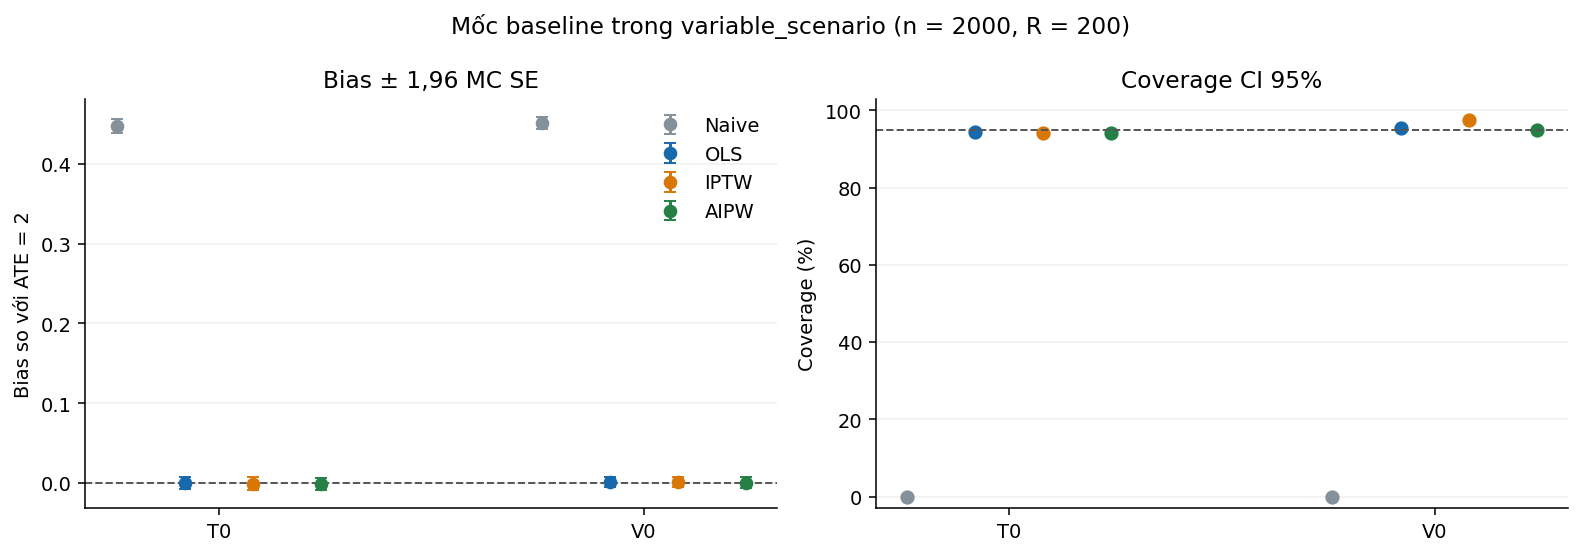 Mốc baseline trong variable_scenario (n = 2000, R = 200)
Bias ± 1,96 MC SE
Bias so với ATE = 2
0.4
0.3
0.2
0.1
0.0
T0
V0
Naive
OLS
IPTW
AIPW
Coverage CI 95%
Coverage (%)
100
80
60
40
20
0
T0
V0